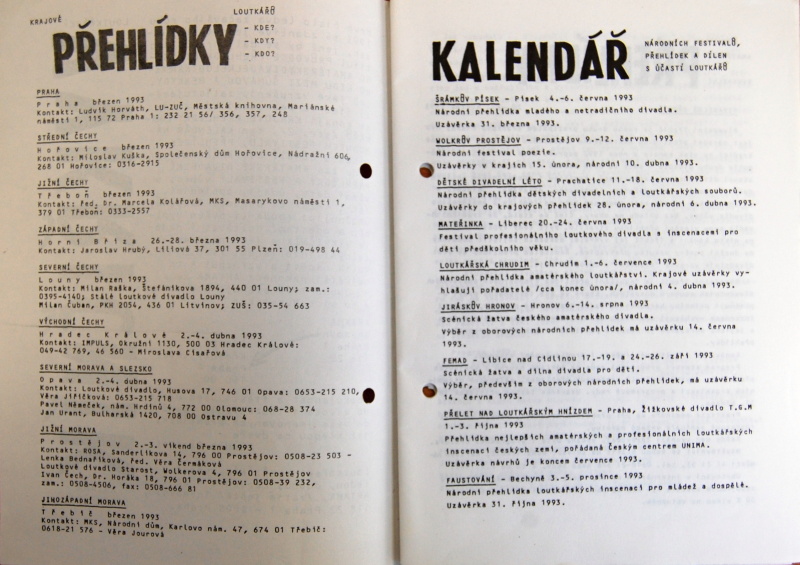 KRAJOVÉ
LOUTKÁŘŮ
PŘEHLÍDKY
- KDE?
- KDY?
- KDO?
PRAHA
Praha březen 1993
Kontakt: Ludvík Horváth, LU-ZUČ, Městská knihovna, Mariánské
náměstí 1, 115 72 Praha 1: 232 21 56/ 356, 357, 248
STŘEDNÍ ČECHY
Hořovice březen 1993
Kontakt: Miloslav Kuška, Společenský dům Hořovice, Nádražní 606,
268 01 Hořovice: 0316-2915
JIŽNÍ ČECHY
Třeboň březen 1993
Kontakt: Ped. Dr. Marcela Kolářová, MKS, Masarykovo náměstí 1,
379 01 Třeboň: 0333-2557
ZÁPADNÍ ČECHY
Horní Bříza 26.-28. března 1993
Kontakt: Jaroslav Hrubý, Liliová 37, 301 55 Plzeň: 019-498 44
SEVERNÍ ČECHY
Louny březen 1993
Kontakt: Milan Raška, Štefánikova 1894, 440 01 Louny; zam.:
0395-4140; Stálé loutkové divadlo Louny
Milan Čuban, PKH 2054, 436 01 Litvínov; ZUŠ: 035-54 663
VÝCHODNÍ ČECHY
Hradec Králové 2.-4. dubna 1993
Kontakt: IMPULS, Okružní 1130, 500 03 Hradec Králové:
049-42 769, 46 560 - Miroslava Císařová
SEVERNÍ MORAVA A SLEZSKO
Opava 2.-4. dubna 1993
Kontakt: Loutkové divadlo, Husova 17, 746 01 Opava: 0653-215 210,
Věra Jiřičková: 0653-215 718
Pavel Němeček, nám. Hrdinů 4, 772 00 Olomouc: 068-28 374
Jan Urant, Bulharská 1420, 708 00 Ostrava 4
JIŽNÍ MORAVA
Prostějov 2.-3. víkend března 1993
Kontakt: ROSA, Sanderlíkova 14, 796 00 Prostějov: 0508-23 503 -
Lenka Bednaříková, Ped. Věra Čermáková
Loutkové divadlo Starost, Wolkerova 4, 796 01 Prostějov
Ivan Čech, Dr. Horáka 18, 796 01 Prostějov: 0508-39 232,
zam.: 0508-4506, fax: 0508-666 81
JIHOZÁPADNÍ MORAVA
Třebíč březen 1993
Kontakt: MKS, Národní dům, Karlovo nám. 47, 674 01 Třebíč:
0618-21 576 - Věra Jourová
KALENDÁŘ
NÁRODNÍCH FESTIVALŮ,
PŘEHLÍDEK A DÍLEN
S ÚČASTÍ LOUTKÁŘŮ
ŠRÁMKŮV PÍSEK - Písek 4.-6. června 1993
Národní přehlídka mladého a netradičního divadla.
Uzávěrka 31. března 1993.
WOLKRŮV PROSTĚJOV - Prostějov 9.-12. června 1993
Národní festival poezie.
Uzávěrky v krajích 15. února, národní 10. dubna 1993.
DĚTSKÉ DIVADELNÍ LÉTO - Prachatice 11.-18. června 1993
Národní přehlídka dětských divadelních a loutkářských souborů.
Uzávěrky do krajových přehlídek 28. února, národní 6. dubna 1993.
MATEŘINKA - Liberec 20.-24. června 1993
Festival profesionálního loutkového divadla s inscenacemi pro
děti předškolního věku.
LOUTKÁŘSKÁ CHRUDIM - Chrudim 1.-6. července 1993
Národní přehlídka amatérského loutkářství. Krajové uzávěrky vy-
hlašují pořadatelé /cca konec února/, národní 4. dubna 1993.
JIRÁSKŮV HRONOV - Hronov 6.-14. srpna 1993
Scénická žatva českého amatérského divadla.
Výběr z oborových národních přehlídek má uzávěrku 14. června
1993.
FEMAD - Libice nad Cidlinou 17.-19. a 24.-26. září 1993
Scénická žatva a dílna divadla pro děti.
Výběr, především z oborových národních přehlídek, má uzávěrku
14. června 1993.
PŘELET NAD LOUTKÁŘSKÝM HNÍZDEM - Praha, Žižkovské divadlo T.G.M
1.-3. října 1993
Přehlídka nejlepších amatérských a profesionálních loutkářských
inscenací českých zemí, pořádaná Českým centrem UNIMA.
Uzávěrka návrhů je koncem července 1993.
FAUSTOVÁNÍ - Bechyně 3.-5. prosince 1993
Národní přehlídka loutkářských inscenací pro mládež a dospělé.
Uzávěrka 31. října 1993.